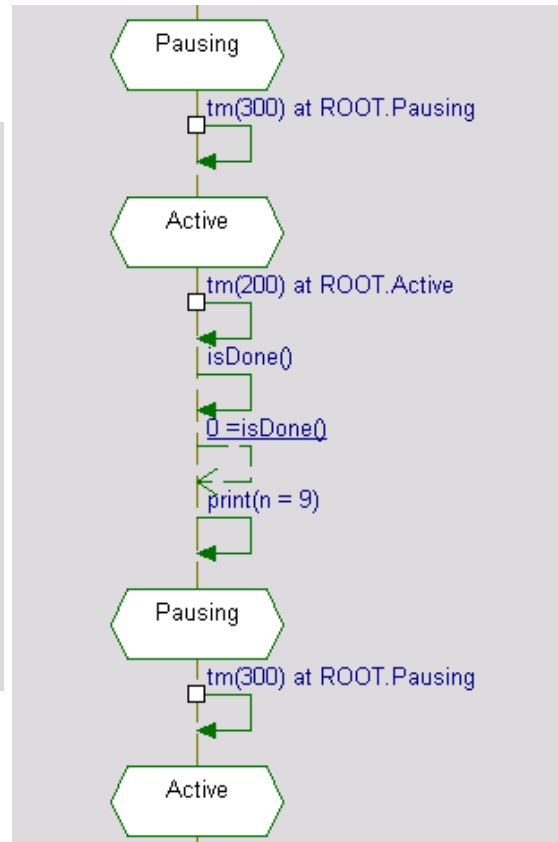 Pausing
tm(300) at ROOT.Pausing
Active
tm(200) at ROOT.Active
isDone()
0 =isDone()
print(n = 9)
Pausing
tm(300) at ROOT.Pausing
Active